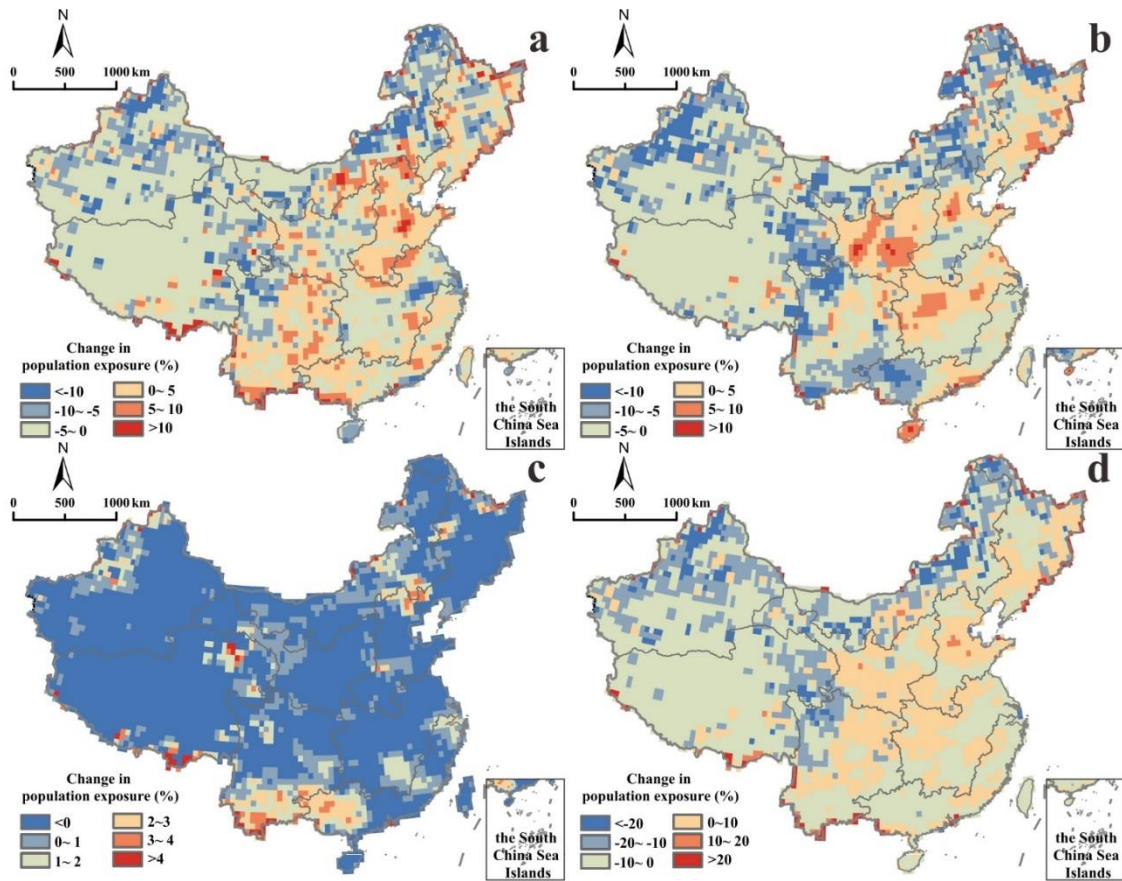 N
a
0 500 1000 km
Change in
population exposure (%)
<-10 0~ 5
-10~ -5 5~ 10
-5~ 0 >10
the South
China Sea
Islands
N
b
0 500 1000 km
Change in
population exposure (%)
<-10 0~ 5
-10~ -5 5~ 10
-5~ 0 >10
the South
China Sea
Islands
N
c
0 500 1000 km
Change in
population exposure (%)
<0 2~3
0~ 1 3~ 4
1~ 2 >4
the South
China Sea
Islands
N
d
0 500 1000 km
Change in
population exposure (%)
<-20 0~10
-20~ -10 10~ 20
-10~ 0 >20
the South
China Sea
Islands